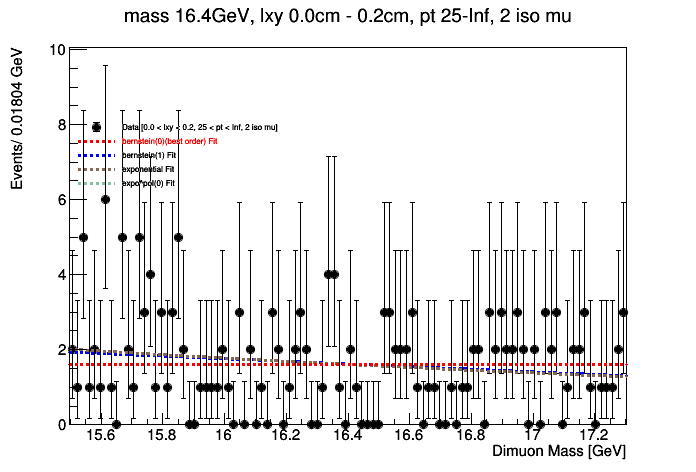 mass 16.4GeV, lxy 0.0cm - 0.2cm, pt 25-Inf, 2 iso mu
Events/ 0.01804 GeV
10
8
6
4
2
0
Data [0.0 < lxy < 0.2, 25 < pt < Inf, 2 iso mu]
bernstein(0)(best order) Fit
bernstein(1) Fit
exponential Fit
expo*pol(0) Fit
15.6 15.8 16 16.2 16.4 16.6 16.8 17 17.2
Dimuon Mass [GeV]